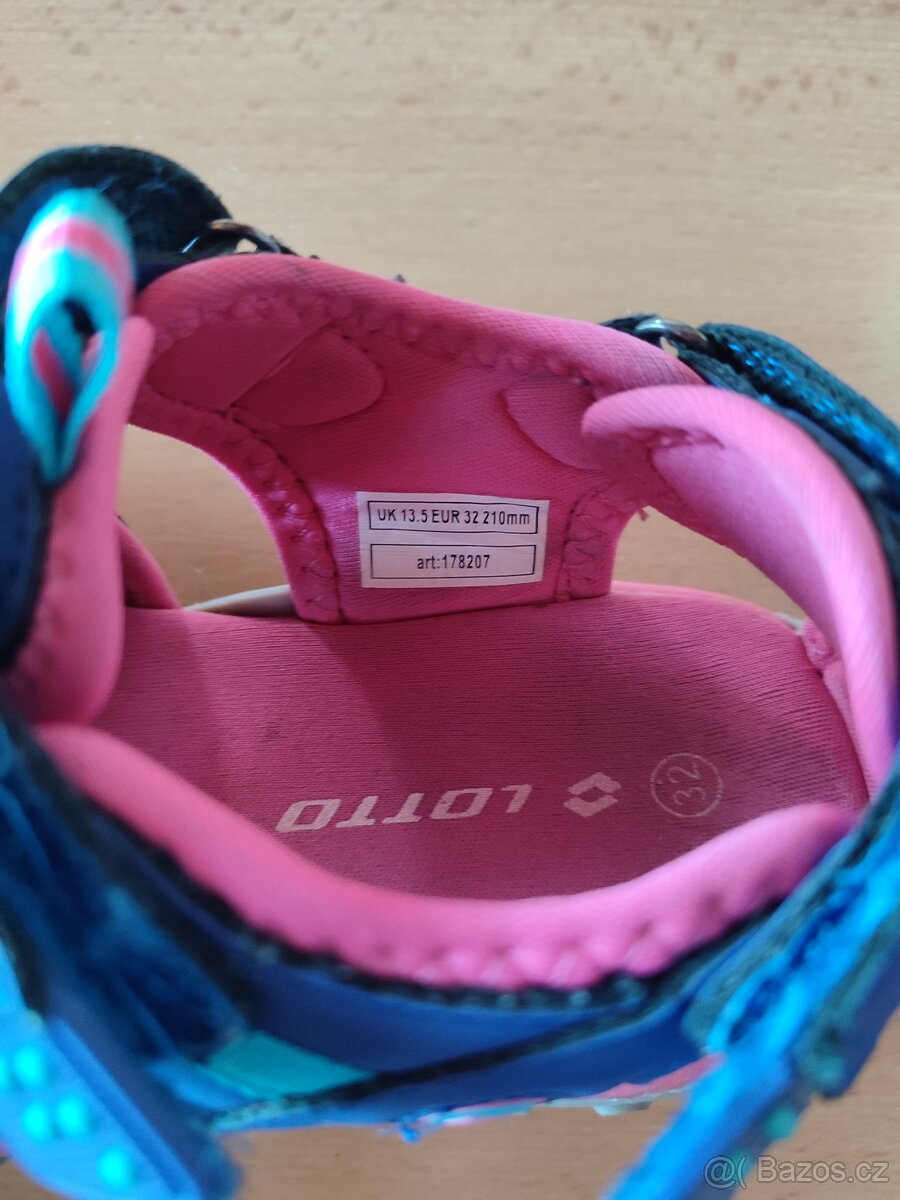 UK 13.5 EUR 32 210mm
art:178207
LOTTO
32
@( Bazos.cz